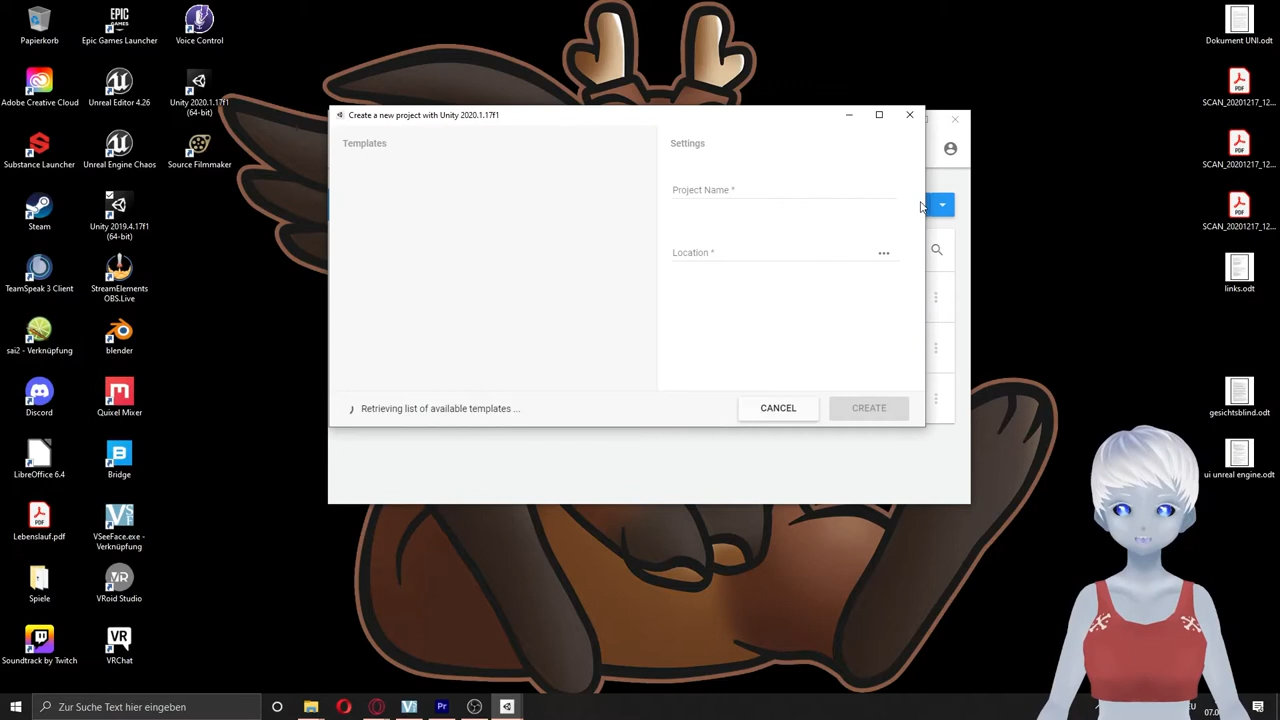 Papierkorb
Epic Games Launcher
Voice Control
Dokument UNI.odt
Adobe Creative Cloud
Unreal Editor 4.26
Unity 2020.1.17f1
(64-bit)
SCAN_20201217_12...
Create a new project with Unity 2020.1.17f1
Templates
Settings
Substance Launcher
Unreal Engine Chaos
Source Filmmaker
SCAN_20201217_12...
Project Name *
Steam
Unity 2019.4.17f1
(64-bit)
SCAN_20201217_12...
Location *
TeamSpeak 3 Client
StreamElements
OBS.Live
links.odt
sai2 - Verknüpfung
blender
Discord
Quixel Mixer
gesichtsblind.odt
Retrieving list of available templates ...
CANCEL
CREATE
LibreOffice 6.4
Bridge
ui unreal engine.odt
Lebenslauf.pdf
VSeeFace.exe -
Verknüpfung
Spiele
VRoid Studio
Soundtrack by Twitch
VRChat
Zur Suche Text hier eingeben